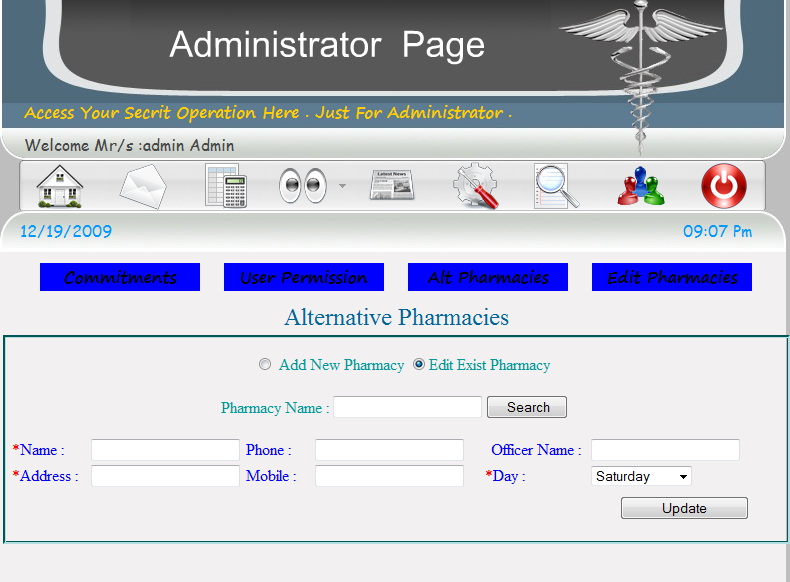 Administrator Page
Access Your Secrit Operation Here . Just For Administrator .
Welcome Mr/s :admin Admin
Latest News
12/19/2009 09:07 Pm
Commitments User Permission Alt Pharmacies Edit Pharmacies
Alternative Pharmacies
Add New Pharmacy Edit Exist Pharmacy
Pharmacy Name : Search
*Name : Phone : Officer Name :
*Address : Mobile : *Day : Saturday
Update